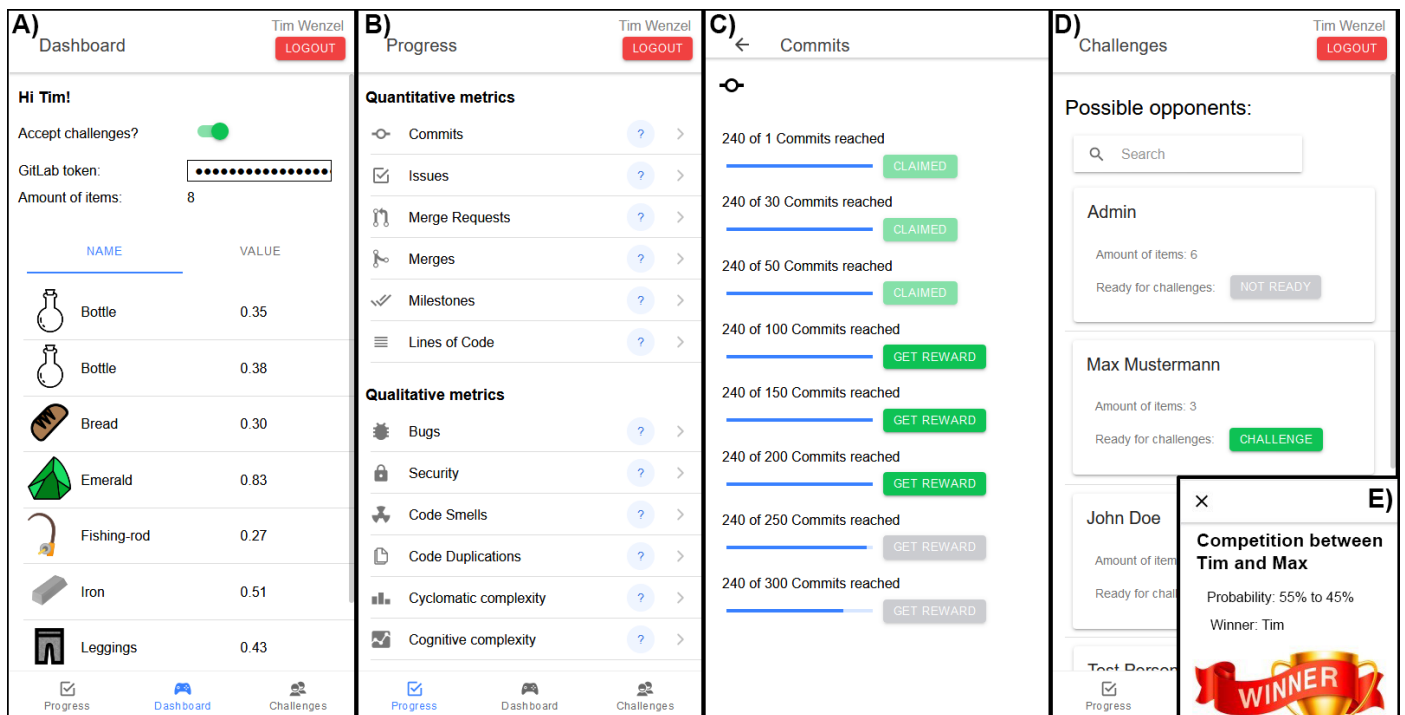 A)
Tim Wenzel
Dashboard
LOGOUT
Hi Tim!
Accept challenges?
GitLab token:
Amount of items: 8
NAME VALUE
Bottle 0.35
Bottle 0.38
Bread 0.30
Emerald 0.83
Fishing-rod 0.27
Iron 0.51
Leggings 0.43
Progress Dashboard Challenges
B)
Tim Wenzel
Progress
LOGOUT
Quantitative metrics
Commits ?
Issues ?
Merge Requests ?
Merges ?
Milestones ?
Lines of Code ?
Qualitative metrics
Bugs ?
Security ?
Code Smells ?
Code Duplications ?
Cyclomatic complexity ?
Cognitive complexity ?
Progress Dashboard Challenges
C)
Commits
240 of 1 Commits reached
CLAIMED
240 of 30 Commits reached
CLAIMED
240 of 50 Commits reached
CLAIMED
240 of 100 Commits reached
GET REWARD
240 of 150 Commits reached
GET REWARD
240 of 200 Commits reached
GET REWARD
240 of 250 Commits reached
GET REWARD
240 of 300 Commits reached
GET REWARD
D)
Tim Wenzel
Challenges
LOGOUT
Possible opponents:
Search
Admin
Amount of items: 6
Ready for challenges: NOT READY
Max Mustermann
Amount of items: 3
Ready for challenges: CHALLENGE
John Doe
Amount of item
Ready for chall
Test Person
Progress
E)
Competition between
Tim and Max
Probability: 55% to 45%
Winner: Tim
WINNER